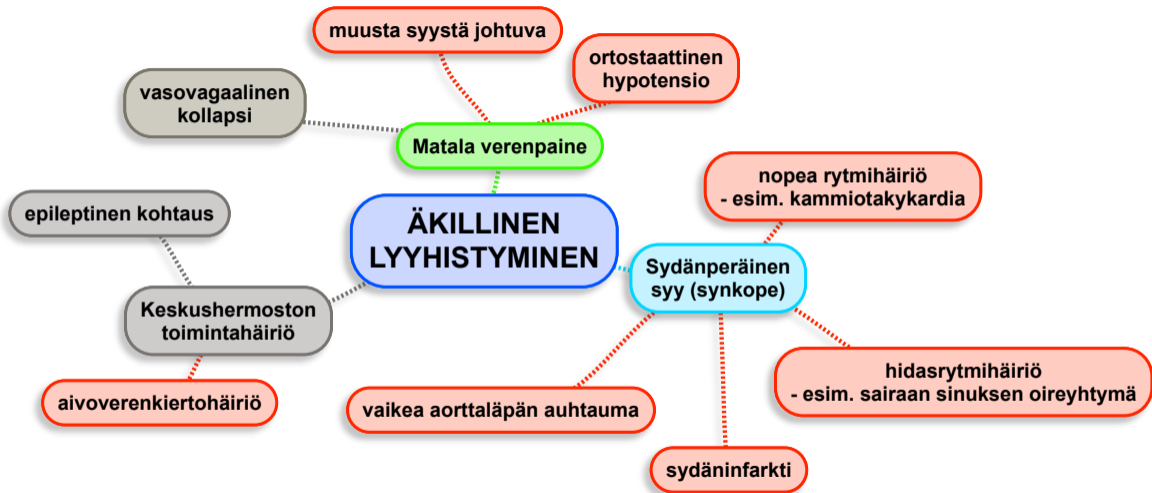 muusta syystä johtuva
ortostaattinen
hypotensio
vasovagaalinen
kollapsi
Matala verenpaine
nopea rytmihäiriö
- esim. kammiotakykardia
epileptinen kohtaus
ÄKILLINEN
LYYHISTYMINEN
Sydänperäinen
syy (synkope)
Keskushermoston
toimintahäiriö
hidasrytmihäiriö
- esim. sairaan sinuksen oireyhtymä
aivoverenkiertohäiriö
vaikea aorttaläpän auhtauma
sydäninfarkti